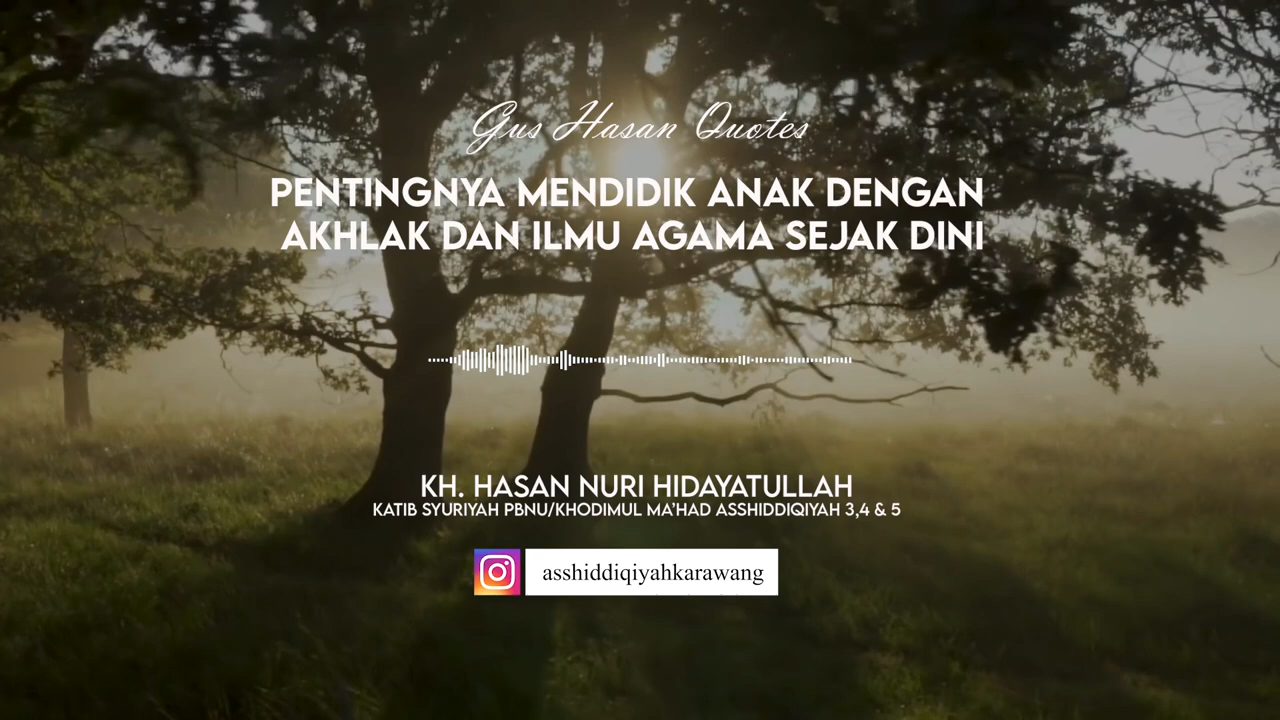 Gus Hasan Quotes
PENTINGNYA MENDIDIK ANAK DENGAN
AKHLAK DAN ILMU AGAMA SEJAK DINI
KH. HASAN NURI HIDAYATULLAH
KATIB SYURIYAH PBNU/KHODIMUL MA'HAD ASSHIDDIQIYAH 3,4 & 5
asshiddiqiyahkarawang